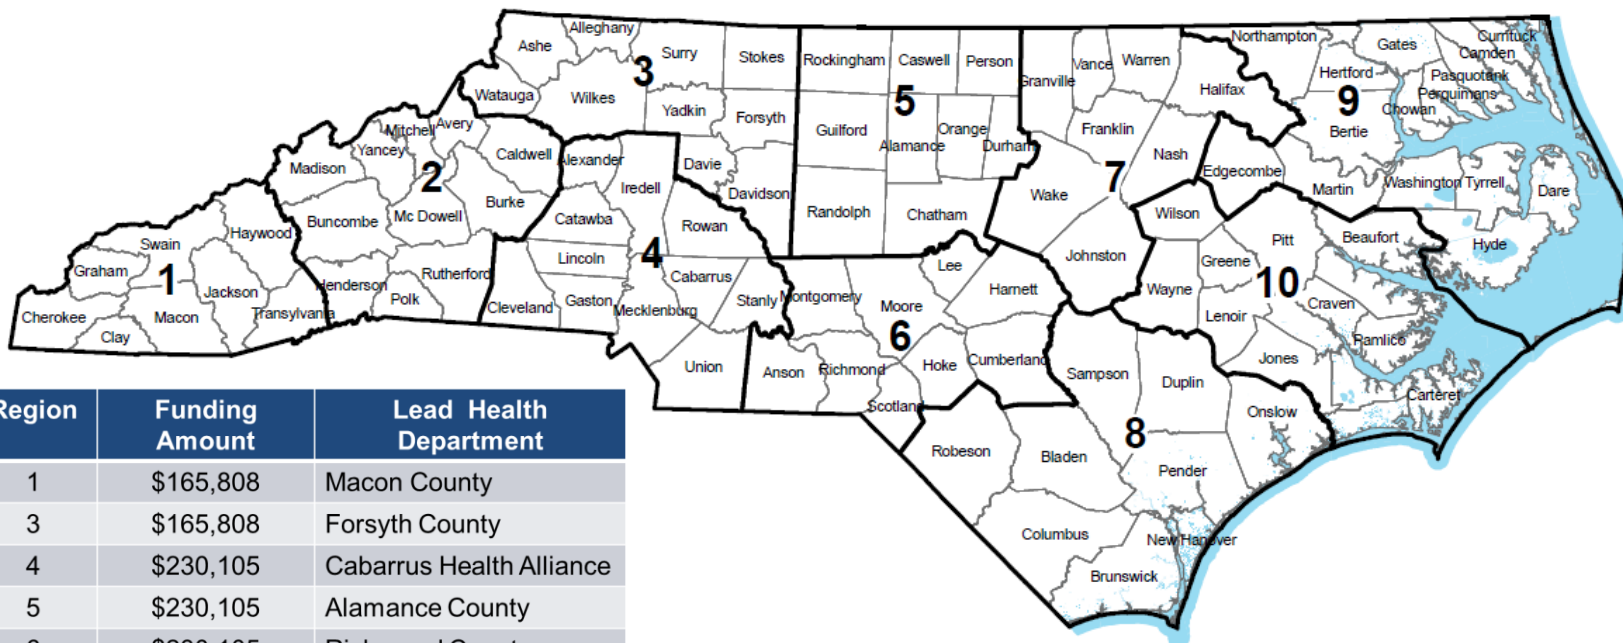 Alleghany
Northampton
Currituck
Ashe
Surry
Stokes
Rockingham
Caswell
Person
Vance
Warren
Gates
Camden
3
Granville
Hertford
Pasquotank
Watauga
Wilkes
5
Halifax
9
Perquimans
Yadkin
Forsyth
Chowan
Mitchell
Avery
Guilford
Orange
Franklin
Bertie
Yancey
Caldwell
Alexander
Alamance
Durham
Nash
Madison
2
Davie
7
Edgecombe
Iredell
Davidson
Wake
Martin
Washington
Tyrrell
Dare
Burke
Buncombe
Mc Dowell
Catawba
Rowan
Randolph
Chatham
Wilson
Haywood
Swain
Lincoln
4
Lee
Johnston
Pitt
Beaufort
Hyde
Graham
1
Rutherford
Cabarrus
Greene
10
Henderson
Jackson
Polk
Cleveland
Gaston
Mecklenburg
Stanly
Montgomery
Moore
Harnett
Wayne
Craven
Cherokee
Macon
Transylvania
Lenoir
Clay
6
Pamlico
Union
Anson
Richmond
Hoke
Cumberland
Sampson
Duplin
Jones
Scotland
Onslow
Carteret
8
Robeson
Bladen
Pender
Columbus
New Hanover
Brunswick
Region
Funding
Amount
Lead Health
Department
1 $165,808 Macon County
3 $165,808 Forsyth County
4 $230,105 Cabarrus Health Alliance
5 $230,105 Alamance County